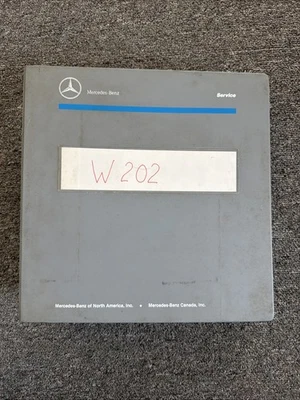 Mercedes-Benz
Service
W 202
Mercedes-Benz of North America, Inc. • Mercedes-Benz Canada, Inc.